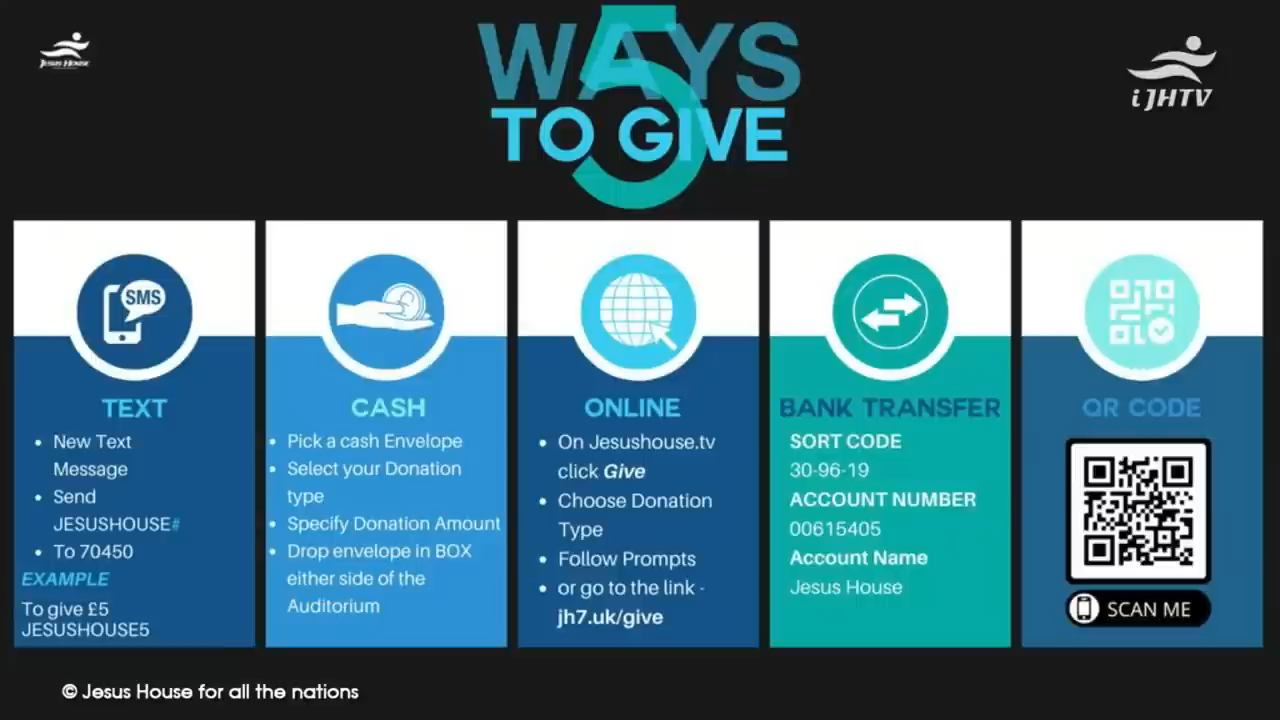 JESUS HOUSE
5
WAYS
TO GIVE
i JHTV
SMS
TEXT
• New Text
Message
• Send
JESUSHOUSE#
• To 70450
EXAMPLE
To give £5
JESUSHOUSE5
CASH
• Pick a cash Envelope
• Select your Donation
type
• Specify Donation Amount
• Drop envelope in BOX
either side of the
Auditorium
ONLINE
• On Jesushouse.tv
click Give
• Choose Donation
Type
• Follow Prompts
• or go to the link -
jh7.uk/give
BANK TRANSFER
SORT CODE
30-96-19
ACCOUNT NUMBER
00615405
Account Name
Jesus House
QR CODE
SCAN ME
© Jesus House for all the nations